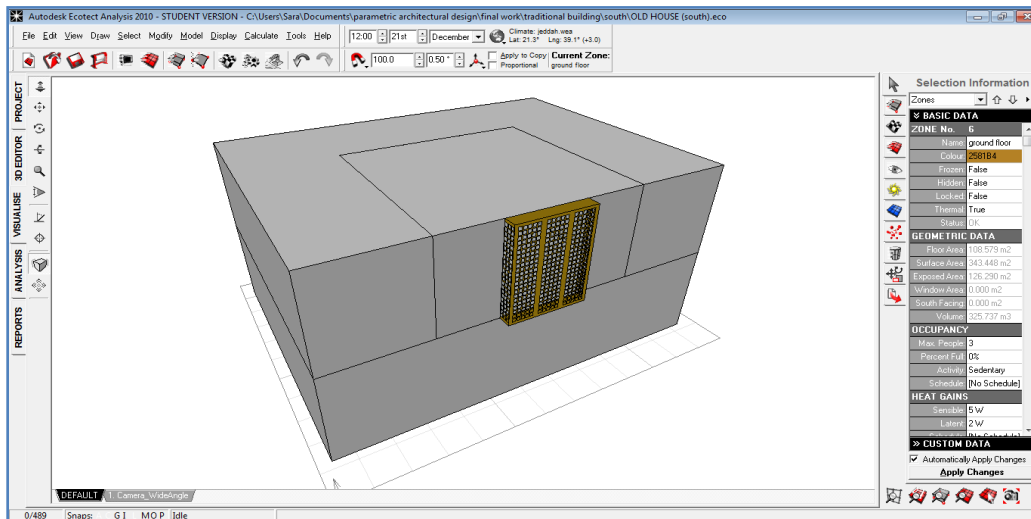 Autodesk Ecotect Analysis 2010 - STUDENT VERSION - C:\Users\Sara\Documents\parametric architectural design\final work\traditional building\south\OLD HOUSE (south).eco
File Edit View Draw Select Modify Model Display Calculate Tools Help
12:00 21st December
Climate: jeddah.wea
Lat: 21.3° Lng: 39.1° (+3.0)
100.0 0.50 °
Apply to Copy
Proportional
Current Zone:
ground floor
PROJECT
3D EDITOR
VISUALISE
ANALYSIS
REPORTS
Selection Information
Zones
BASIC DATA
ZONE No. 6
Name: ground floor
Colour: 2581B4
Frozen: False
Hidden: False
Locked: False
Thermal: True
Status: OK
GEOMETRIC DATA
Floor Area: 108.579 m2
Surface Area: 343.448 m2
Exposed Area: 126.290 m2
Window Area: 0.000 m2
South Facing: 0.000 m2
Volume: 325.737 m3
OCCUPANCY
Max. People: 3
Percent Full: 0%
Activity: Sedentary
Schedule: [No Schedule]
HEAT GAINS
Sensible: 5 W
Latent: 2 W
CUSTOM DATA
Automatically Apply Changes
Apply Changes
DEFAULT 1. Camera_WideAngle
0/489 Snaps: G I M O P Idle